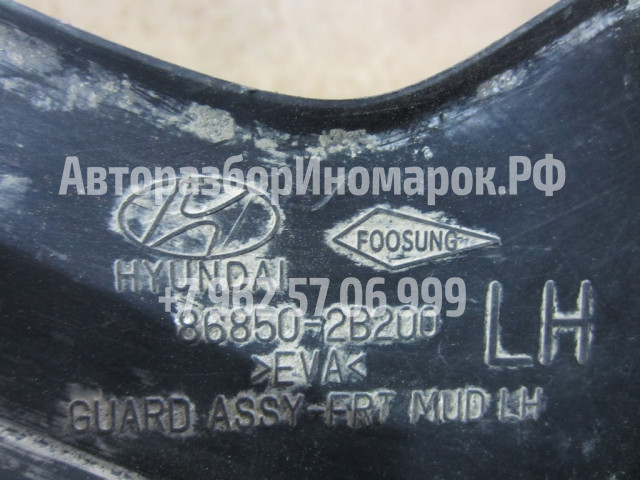 АвторазборИномарок.РФ
FOOSUNG
HYUNDAI
+7 962 57 06 999
86850-2B200
LH
>EVA<
GUARD ASSY-FRT MUD LH